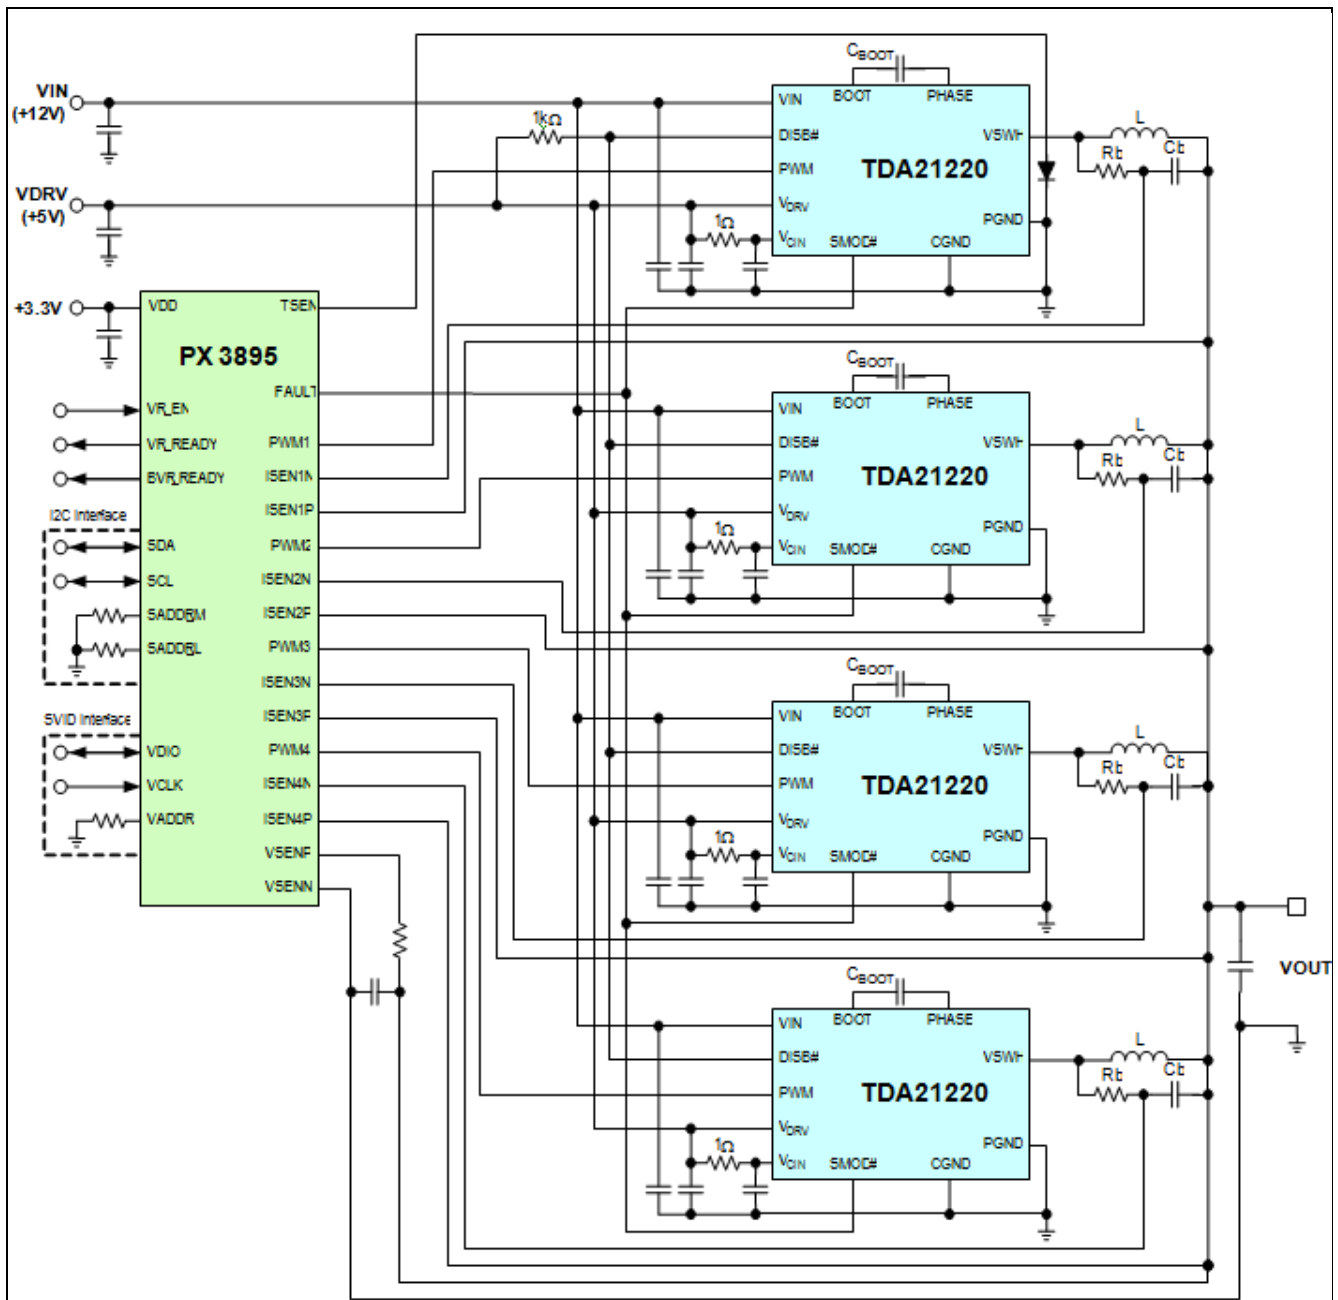 VIN
(+12V)
VDRV
(+5V)
+3.3V
1kΩ
PX 3895
VDD
TSEN
FAULT
VR_EN
VR_READY
BVR_READY
PWM1
ISEN1N
ISEN1P
I2C Interface
SDA
SCL
SADDRM
SADDRL
PWM2
ISEN2N
ISEN2P
PWM3
ISEN3N
ISEN3P
SVID Interface
VDIO
VCLK
VADDR
PWM4
ISEN4N
ISEN4P
VSENP
VSENN
CBOOT
BOOT
PHASE
VIN
DISB#
PWM
VDRV
VCIN
TDA21220
VSWH
PGND
SMOD#
CGND
1Ω
L
Rb
Cb
CBOOT
BOOT
PHASE
VIN
DISB#
PWM
VDRV
VCIN
TDA21220
VSWH
PGND
SMOD#
CGND
1Ω
L
Rb
Cb
CBOOT
BOOT
PHASE
VIN
DISB#
PWM
VDRV
VCIN
TDA21220
VSWH
PGND
SMOD#
CGND
1Ω
L
Rb
Cb
VOUT
CBOOT
BOOT
PHASE
VIN
DISB#
PWM
VDRV
VCIN
TDA21220
VSWH
PGND
SMOD#
CGND
1Ω
L
Rb
Cb